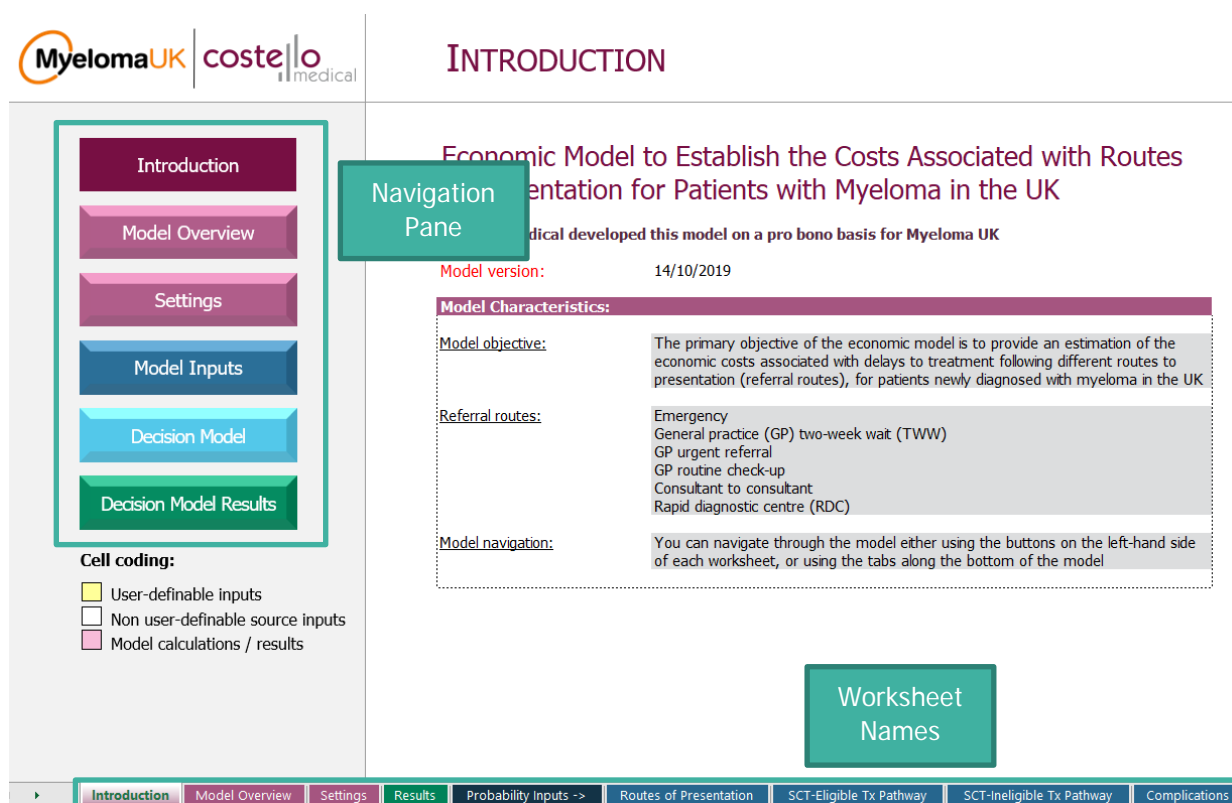 MyelomaUK
costello
medical
INTRODUCTION
Introduction
Model Overview
Settings
Model Inputs
Decision Model
Decision Model Results
Cell coding:
User-definable inputs
Non user-definable source inputs
Model calculations / results
Navigation
Pane
Economic Model to Establish the Costs Associated with Routes
entation for Patients with Myeloma in the UK
dical developed this model on a pro bono basis for Myeloma UK
Model version: 14/10/2019
Model Characteristics:
Model objective: The primary objective of the economic model is to provide an estimation of the
economic costs associated with delays to treatment following different routes to
presentation (referral routes), for patients newly diagnosed with myeloma in the UK
Referral routes: Emergency
General practice (GP) two-week wait (TWW)
GP urgent referral
GP routine check-up
Consultant to consultant
Rapid diagnostic centre (RDC)
Model navigation: You can navigate through the model either using the buttons on the left-hand side
of each worksheet, or using the tabs along the bottom of the model
Worksheet
Names
Introduction Model Overview Settings Results Probability Inputs -> Routes of Presentation SCT-Eligible Tx Pathway SCT-Ineligible Tx Pathway Complications